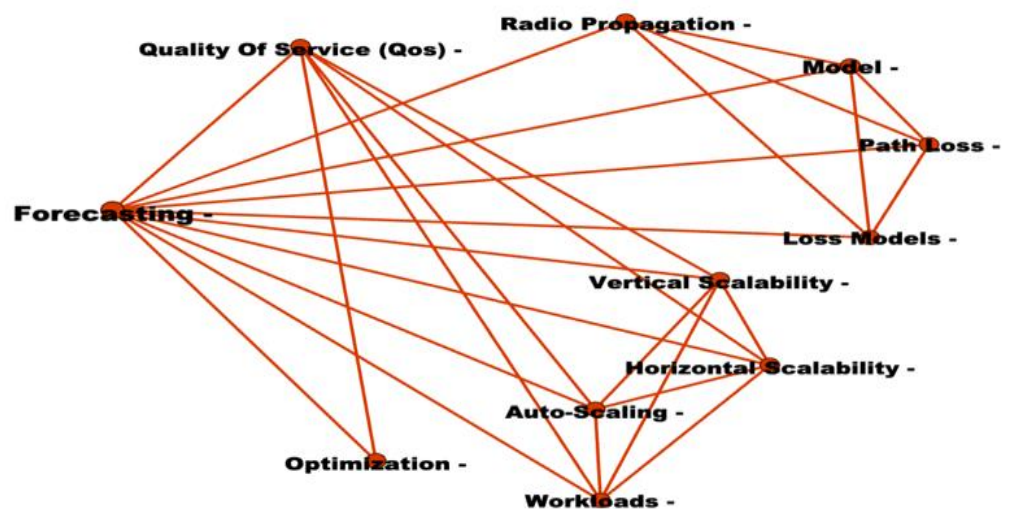 Radio Propagation -
Quality Of Service (Qos) -
Model -
Path Loss -
Forecasting -
Loss Models -
Vertical Scalability -
Horizontal Scalability -
Auto-Scaling -
Optimization -
Workloads -